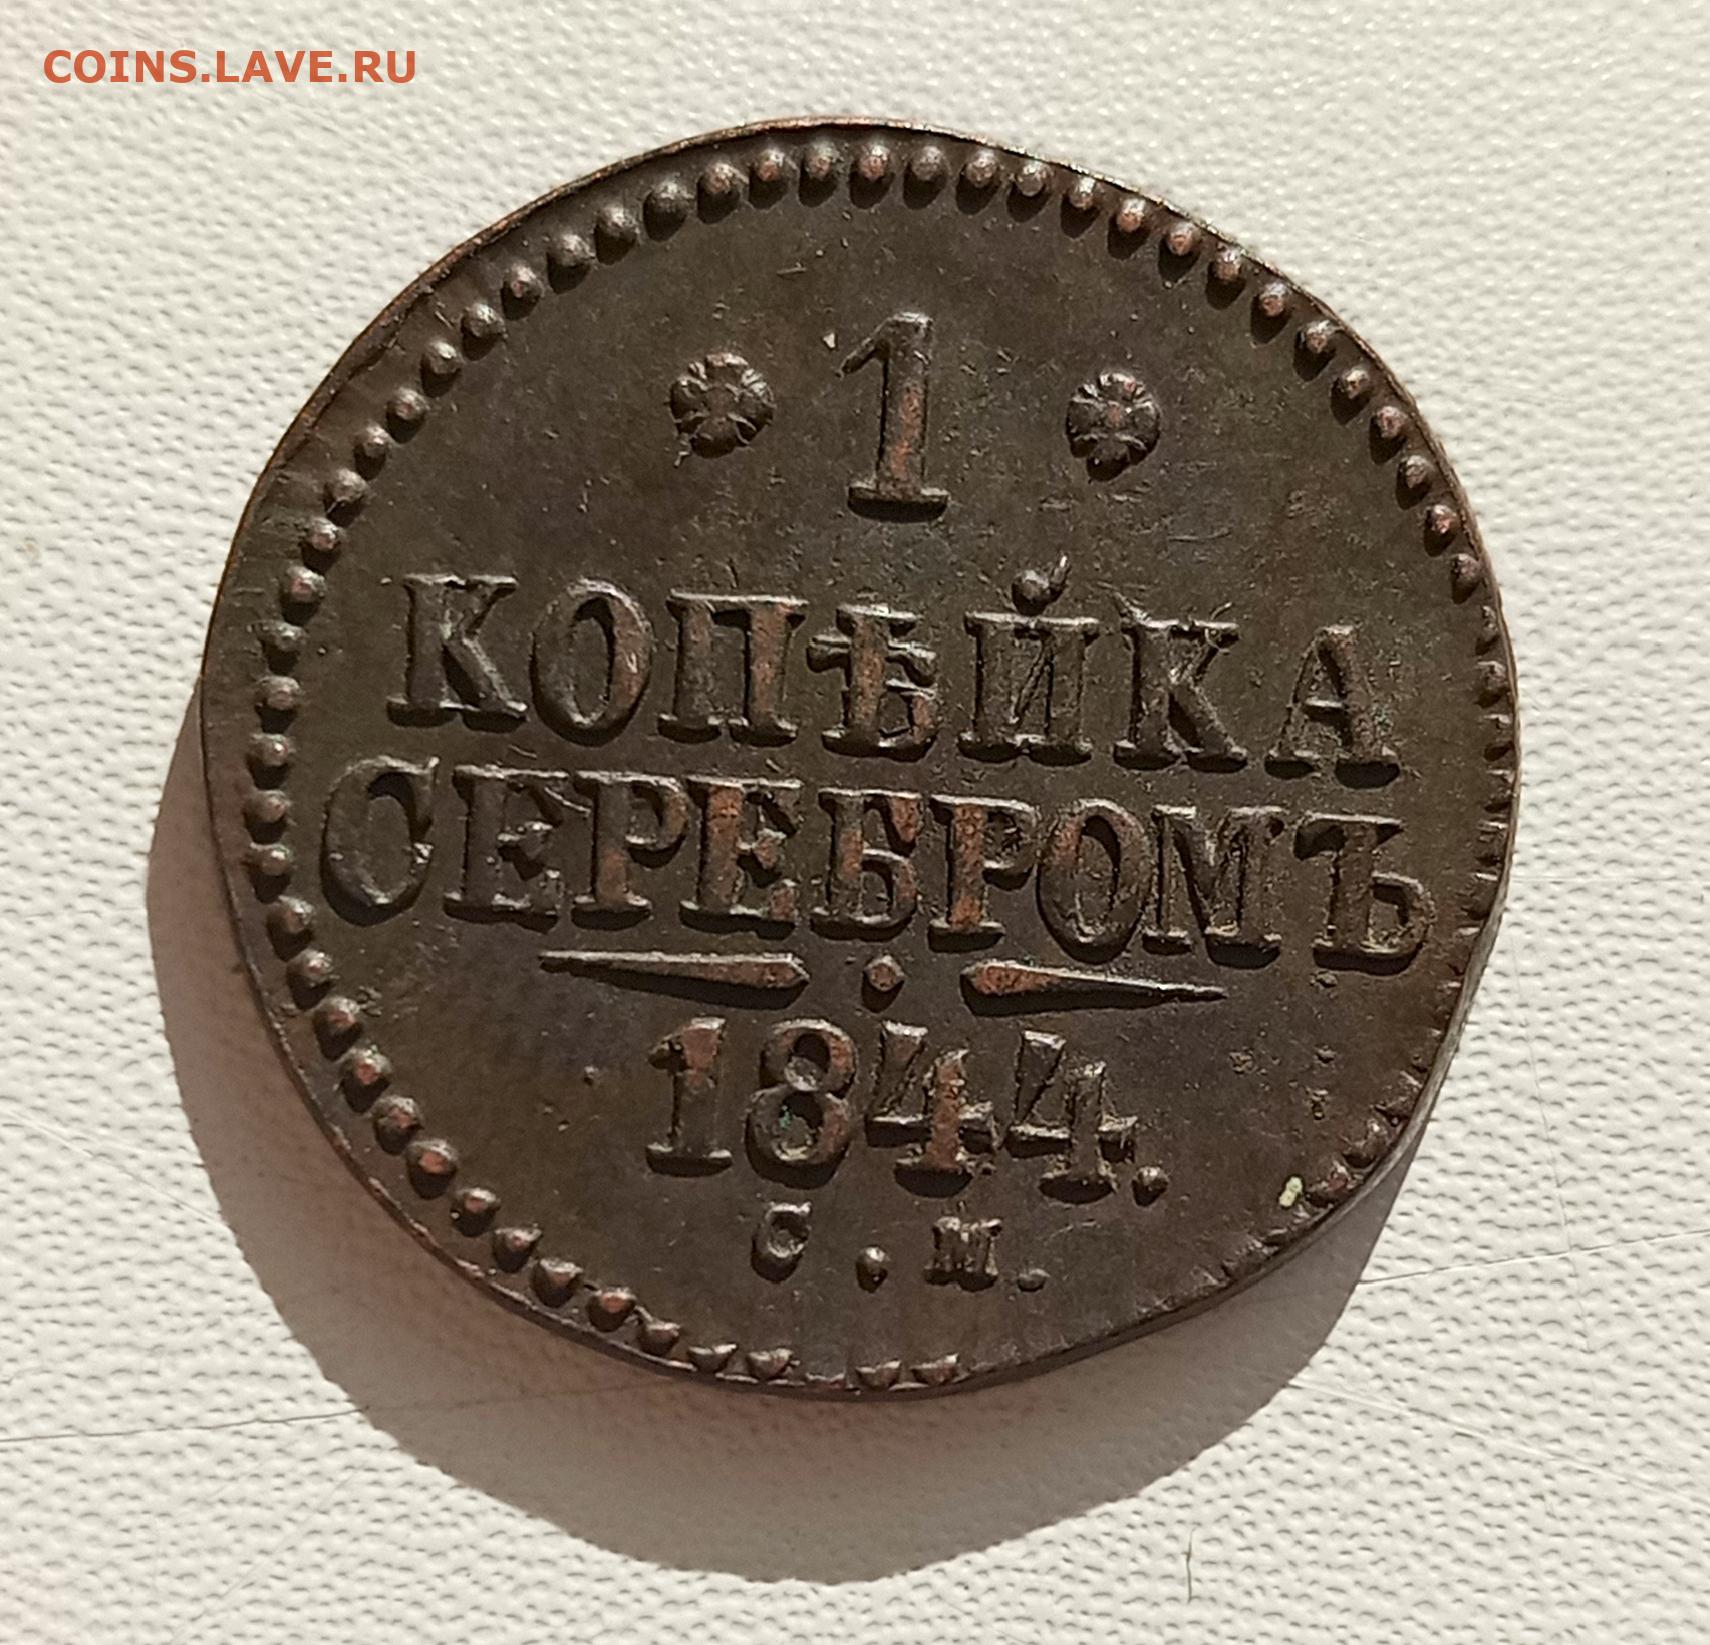 COINS.LAVE.RU
1
КОПѢЙКА
СЕРЕБРОМЪ
1844.
С.М.